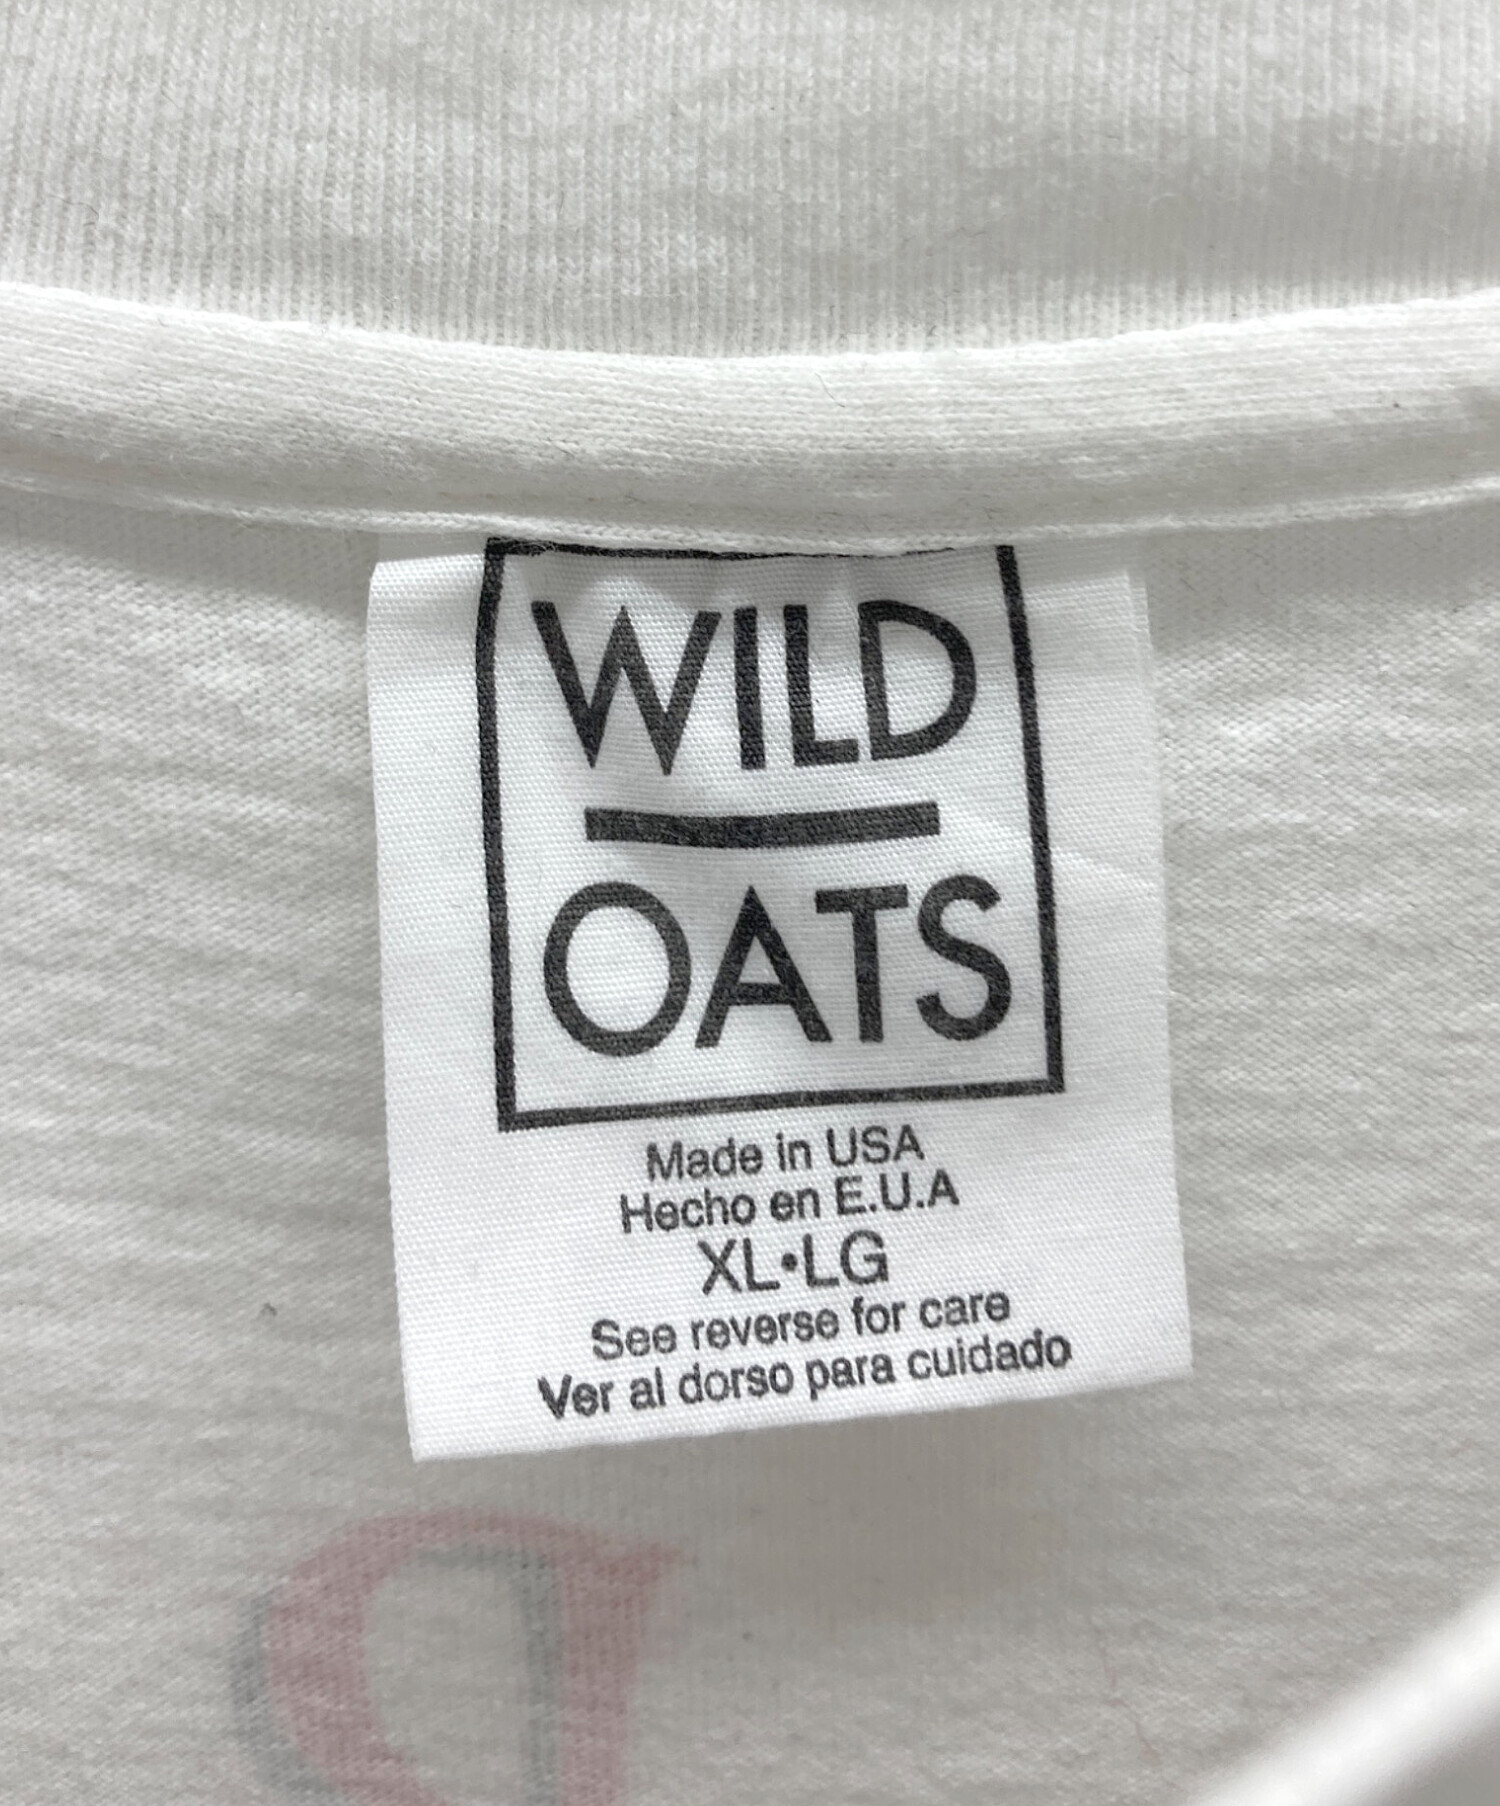 WILD
OATS
Made in USA
Hecho en E.U.A
XL•LG
See reverse for care
Ver al dorso para cuidado